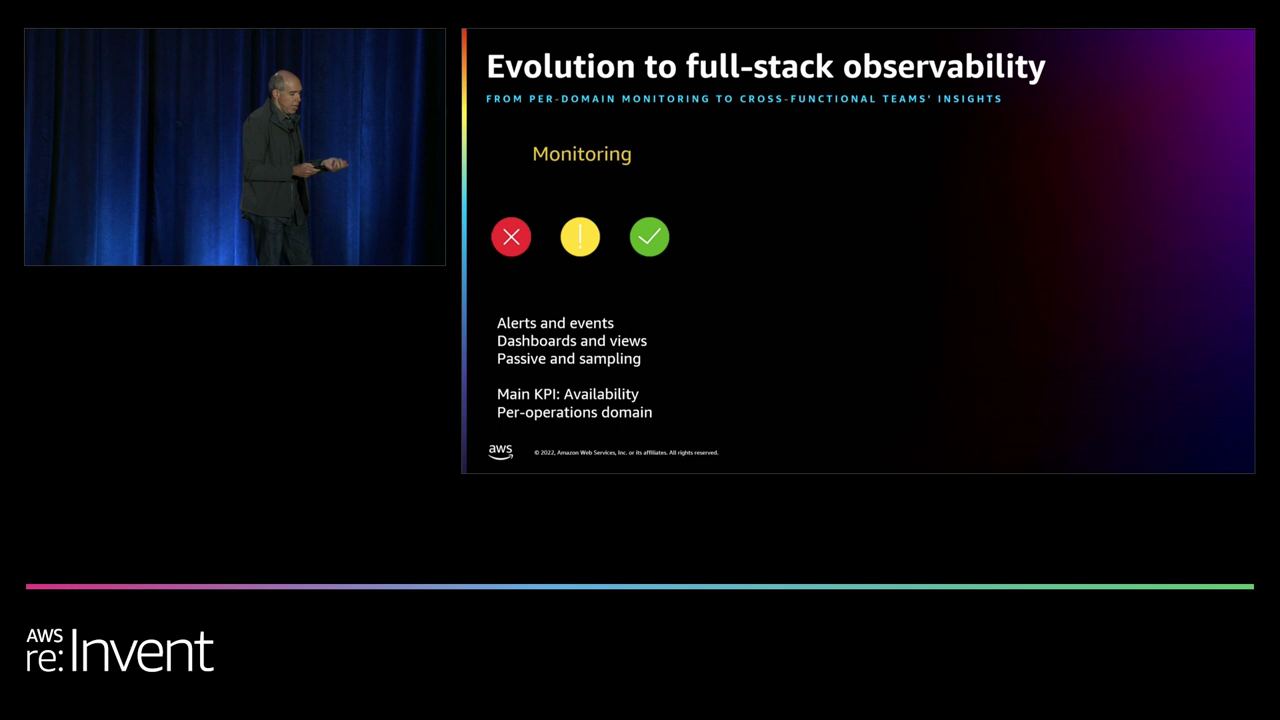 Evolution to full-stack observability
FROM PER-DOMAIN MONITORING TO CROSS-FUNCTIONAL TEAMS' INSIGHTS
Monitoring
Alerts and events
Dashboards and views
Passive and sampling
Main KPI: Availability
Per-operations domain
aws
© 2022, Amazon Web Services, Inc. or its affiliates. All rights reserved.
AWS
re:Invent